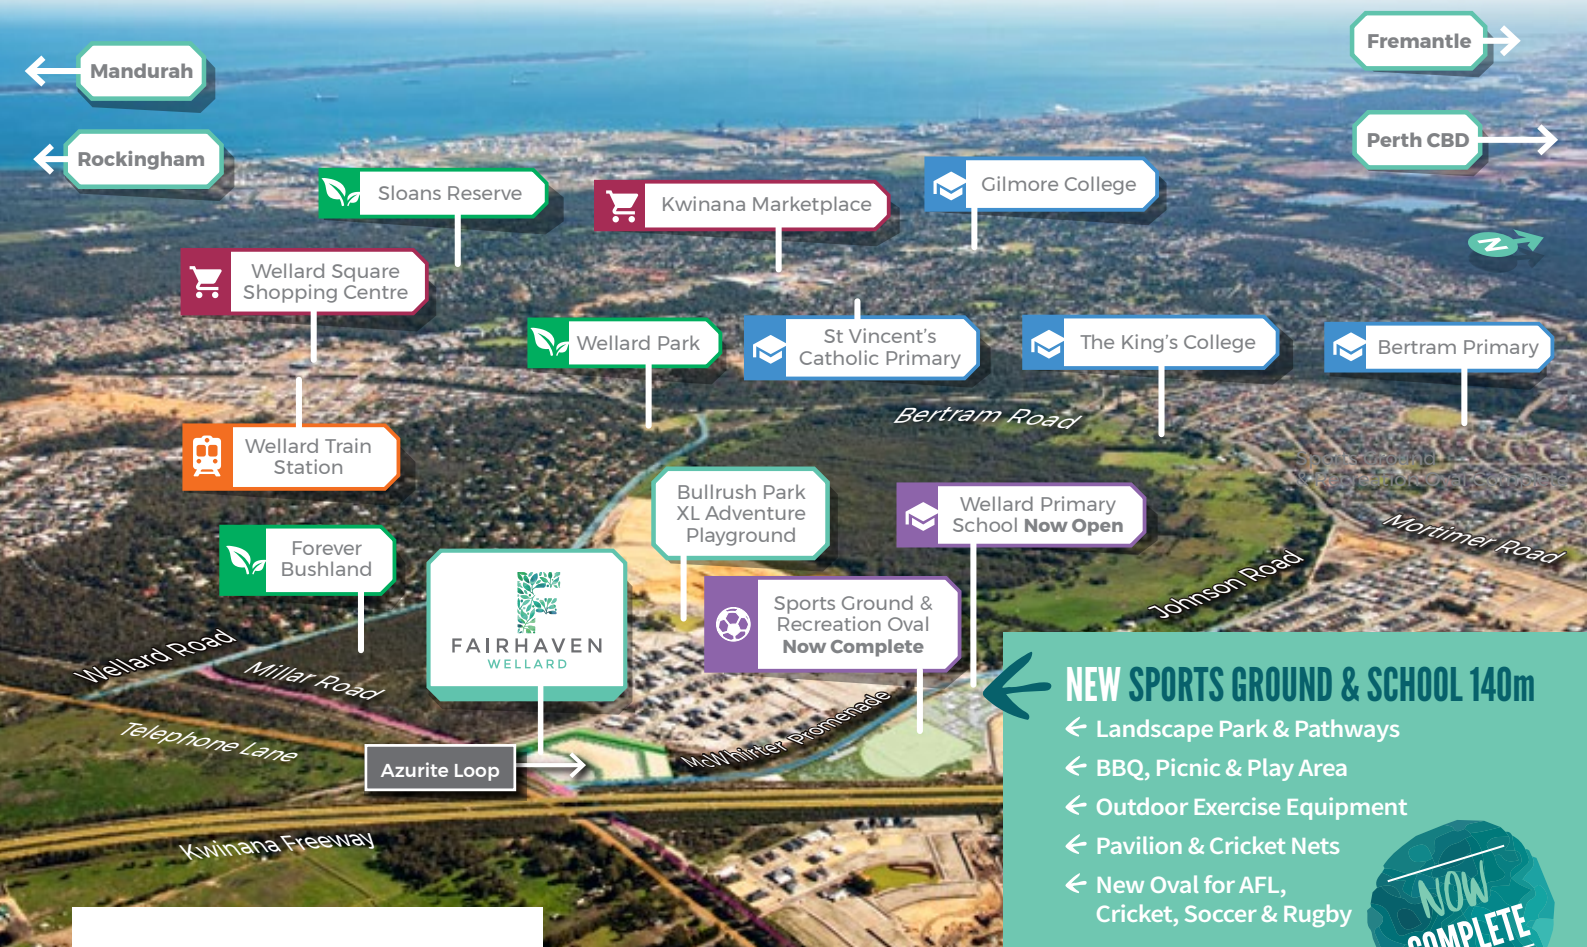 Mandurah
Fremantle
Rockingham
Perth CBD
Sloans Reserve
Kwinana Marketplace
Gilmore College
N
Wellard Square
Shopping Centre
Wellard Park
St Vincent's
Catholic Primary
The King's College
Bertram Primary
Bertram Road
Wellard Train
Station
Bullrush Park
XL Adventure
Playground
Wellard Primary
School Now Open
Mortimer Road
Forever
Bushland
F
FAIRHAVEN
WELLARD
Sports Ground &
Recreation Oval
Now Complete
Johnson Road
Wellard Road
Millar Road
Telephone Lane
McWhirter Promenade
Azurite Loop
Kwinana Freeway
NEW SPORTS GROUND & SCHOOL 140m
Landscape Park & Pathways
BBQ, Picnic & Play Area
Outdoor Exercise Equipment
Pavilion & Cricket Nets
New Oval for AFL,
Cricket, Soccer & Rugby
NOW
COMPLETE